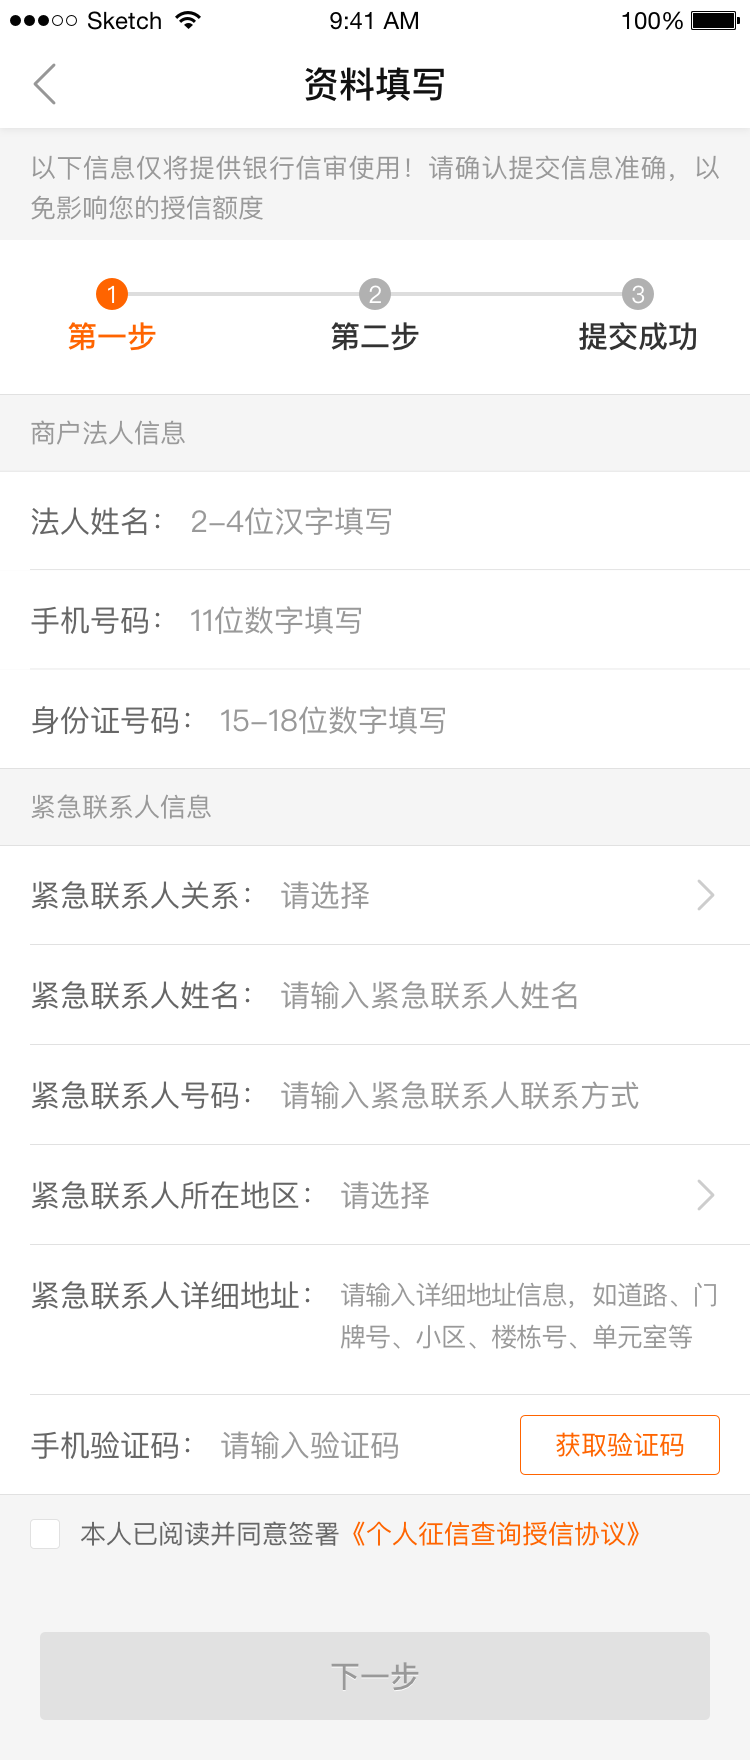 Sketch 9:41 AM 100%
资料填写
以下信息仅将提供银行信审使用！请确认提交信息准确，以
免影响您的授信额度
1 2 3
第一步 第二步 提交成功
商户法人信息
法人姓名： 2-4位汉字填写
手机号码： 11位数字填写
身份证号码： 15-18位数字填写
紧急联系人信息
紧急联系人关系： 请选择
紧急联系人姓名： 请输入紧急联系人姓名
紧急联系人号码： 请输入紧急联系人联系方式
紧急联系人所在地区： 请选择
紧急联系人详细地址： 请输入详细地址信息，如道路、门
牌号、小区、楼栋号、单元室等
手机验证码： 请输入验证码 获取验证码
本人已阅读并同意签署《个人征信查询授信协议》
下一步